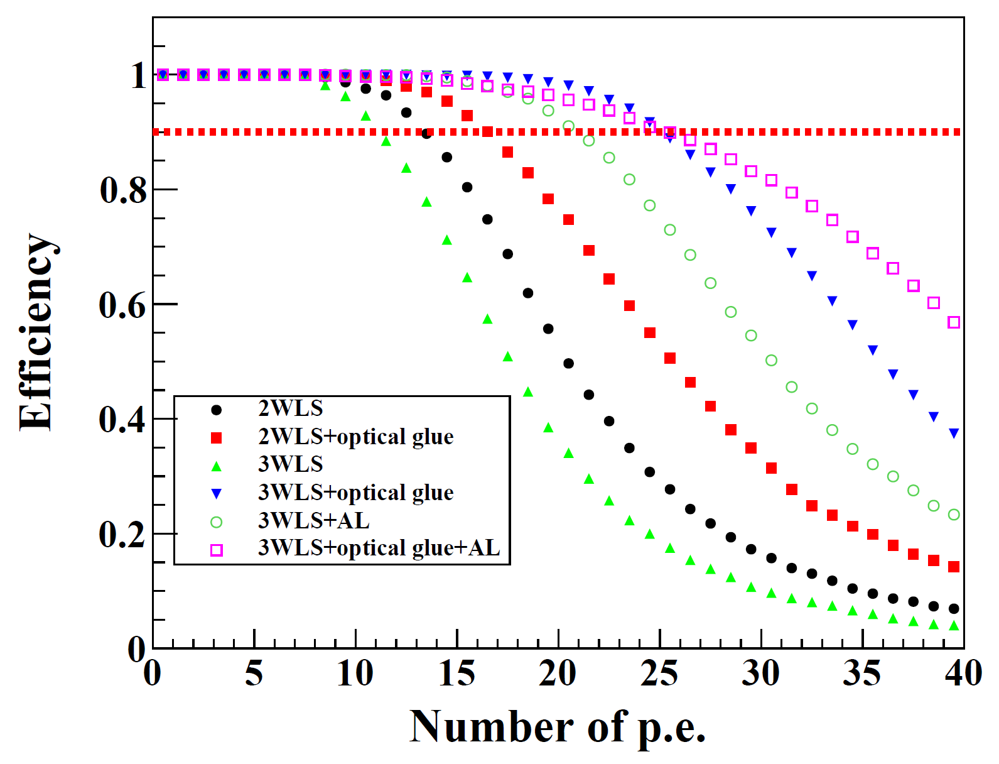 Efficiency
1
0.8
0.6
0.4
0.2
0
2WLS
2WLS+optical glue
3WLS
3WLS+optical glue
3WLS+AL
3WLS+optical glue+AL
0 5 10 15 20 25 30 35 40
Number of p.e.